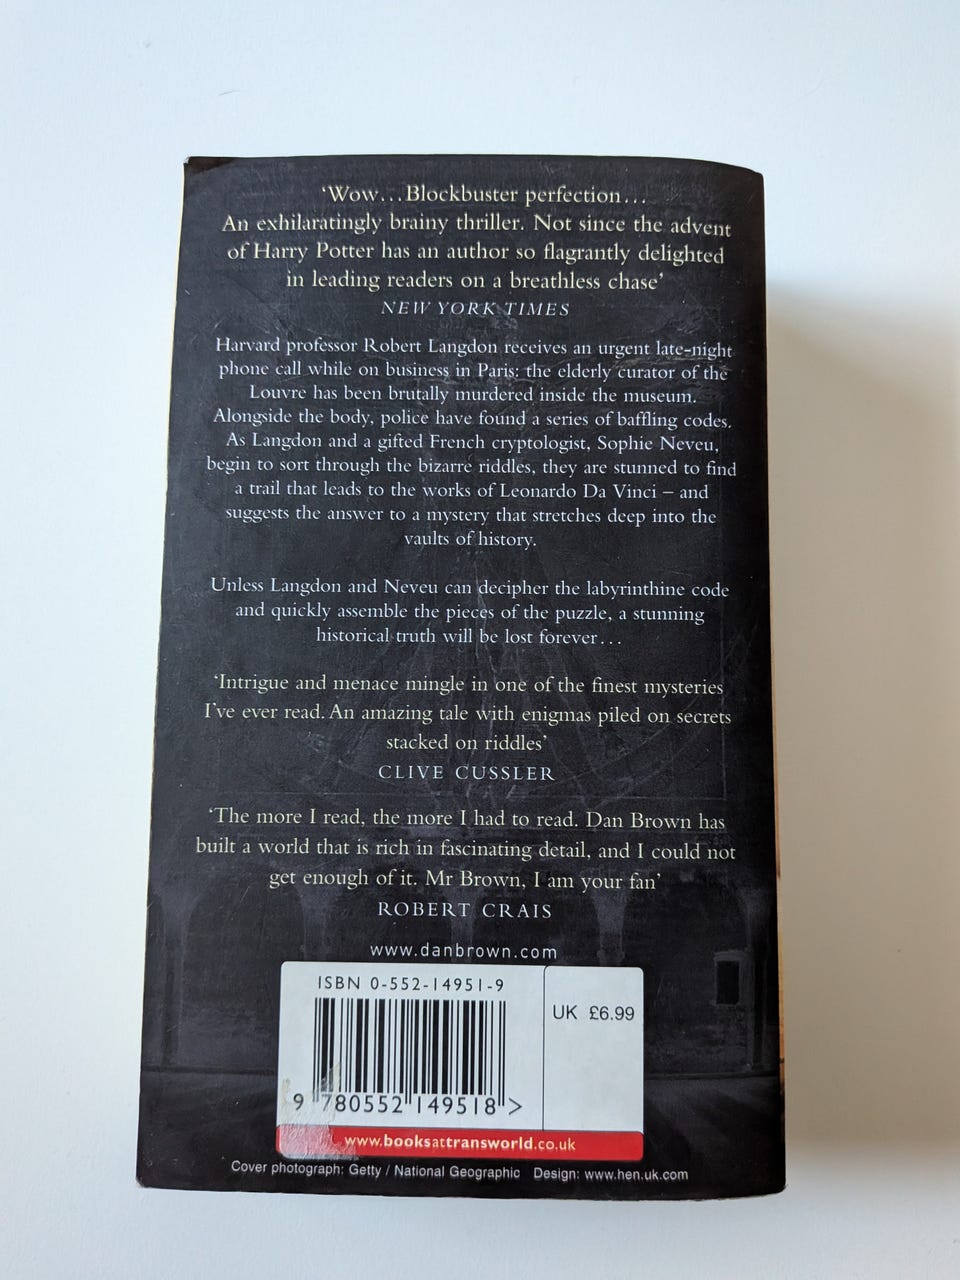 ‘Wow...Blockbuster perfection...
An exhilaratingly brainy thriller. Not since the advent
of Harry Potter has an author so flagrantly delighted
in leading readers on a breathless chase’
NEW YORK TIMES
Harvard professor Robert Langdon receives an urgent late-night
phone call while on business in Paris: the elderly curator of the
Louvre has been brutally murdered inside the museum.
Alongside the body, police have found a series of baffling codes.
As Langdon and a gifted French cryptologist, Sophie Neveu,
begin to sort through the bizarre riddles, they are stunned to find
a trail that leads to the works of Leonardo Da Vinci – and
suggests the answer to a mystery that stretches deep into the
vaults of history.
Unless Langdon and Neveu can decipher the labyrinthine code
and quickly assemble the pieces of the puzzle, a stunning
historical truth will be lost forever...
‘Intrigue and menace mingle in one of the finest mysteries
I've ever read. An amazing tale with enigmas piled on secrets
stacked on riddles’
CLIVE CUSSLER
‘The more I read, the more I had to read. Dan Brown has
built a world that is rich in fascinating detail, and I could not
get enough of it. Mr Brown, I am your fan’
ROBERT CRAIS
www.danbrown.com
ISBN 0-552-14951-9
UK £6.99
9 780552 149518 >
www.booksattransworld.co.uk
Cover photograph: Getty / National Geographic Design: www.hen.uk.com